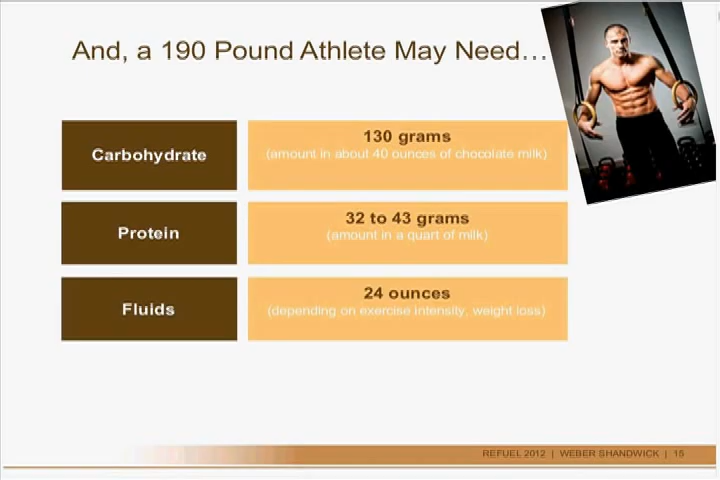 And, a 190 Pound Athlete May Need…
Carbohydrate
130 grams
(amount in about 40 ounces of chocolate milk)
Protein
32 to 43 grams
(amount in a quart of milk)
Fluids
24 ounces
(depending on exercise intensity, weight loss)
REFUEL 2012 | WEBER SHANDWICK | 15